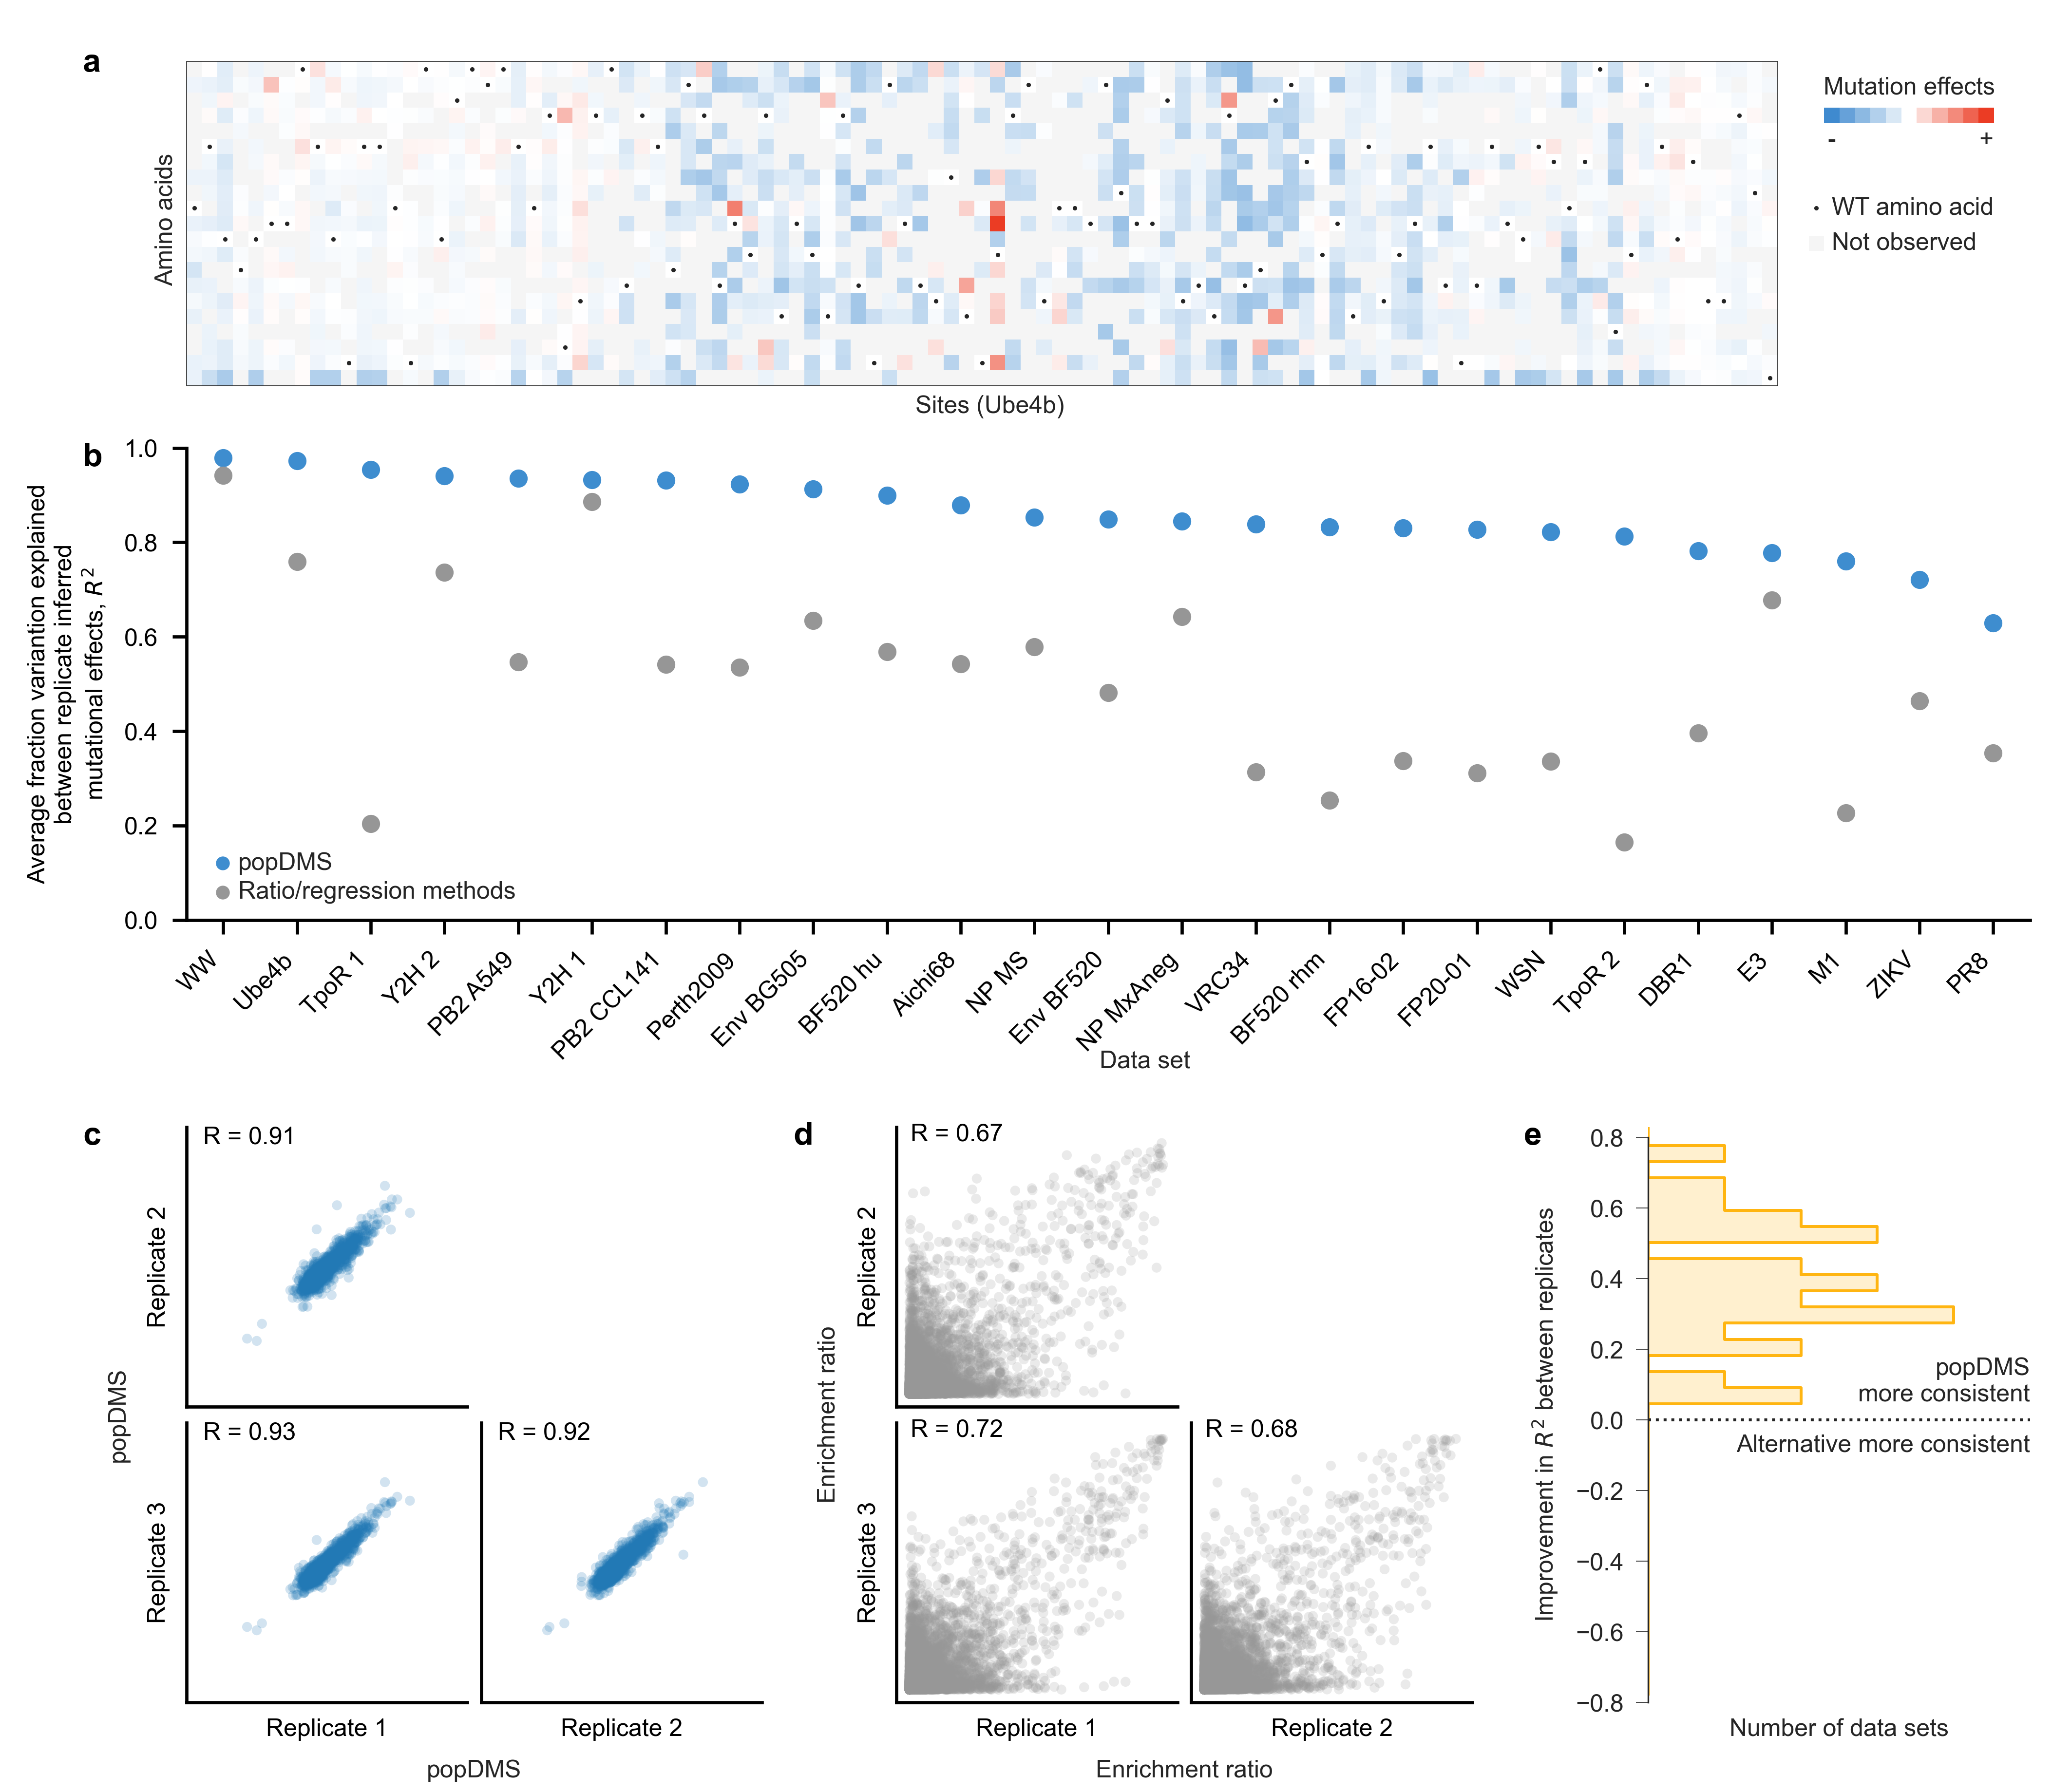 a
Amino acids
Sites (Ube4b)
Mutation effects
- +
WT amino acid
Not observed
b
Average fraction variantion explained
between replicate inferred
mutational effects, R²
1.0
0.8
0.6
0.4
0.2
0.0
popDMS
Ratio/regression methods
WW
Ube4b
TpoR 1
Y2H 2
PB2 A549
Y2H 1
PB2 CCL141
Perth2009
Env BG505
BF520 hu
Aichi68
NP MS
Env BF520
NP MxAneg
VRC34
BF520 rhm
FP16-02
FP20-01
WSN
TpoR 2
DBR1
E3
M1
ZIKV
PR8
Data set
c
popDMS
Replicate 2
R = 0.91
Replicate 3
R = 0.93
R = 0.92
Replicate 1
Replicate 2
popDMS
d
Enrichment ratio
Replicate 2
R = 0.67
Replicate 3
R = 0.72
R = 0.68
Replicate 1
Replicate 2
Enrichment ratio
e
Improvement in R² between replicates
0.8
0.6
0.4
0.2
0.0
−0.2
−0.4
−0.6
−0.8
popDMS
more consistent
Alternative more consistent
Number of data sets